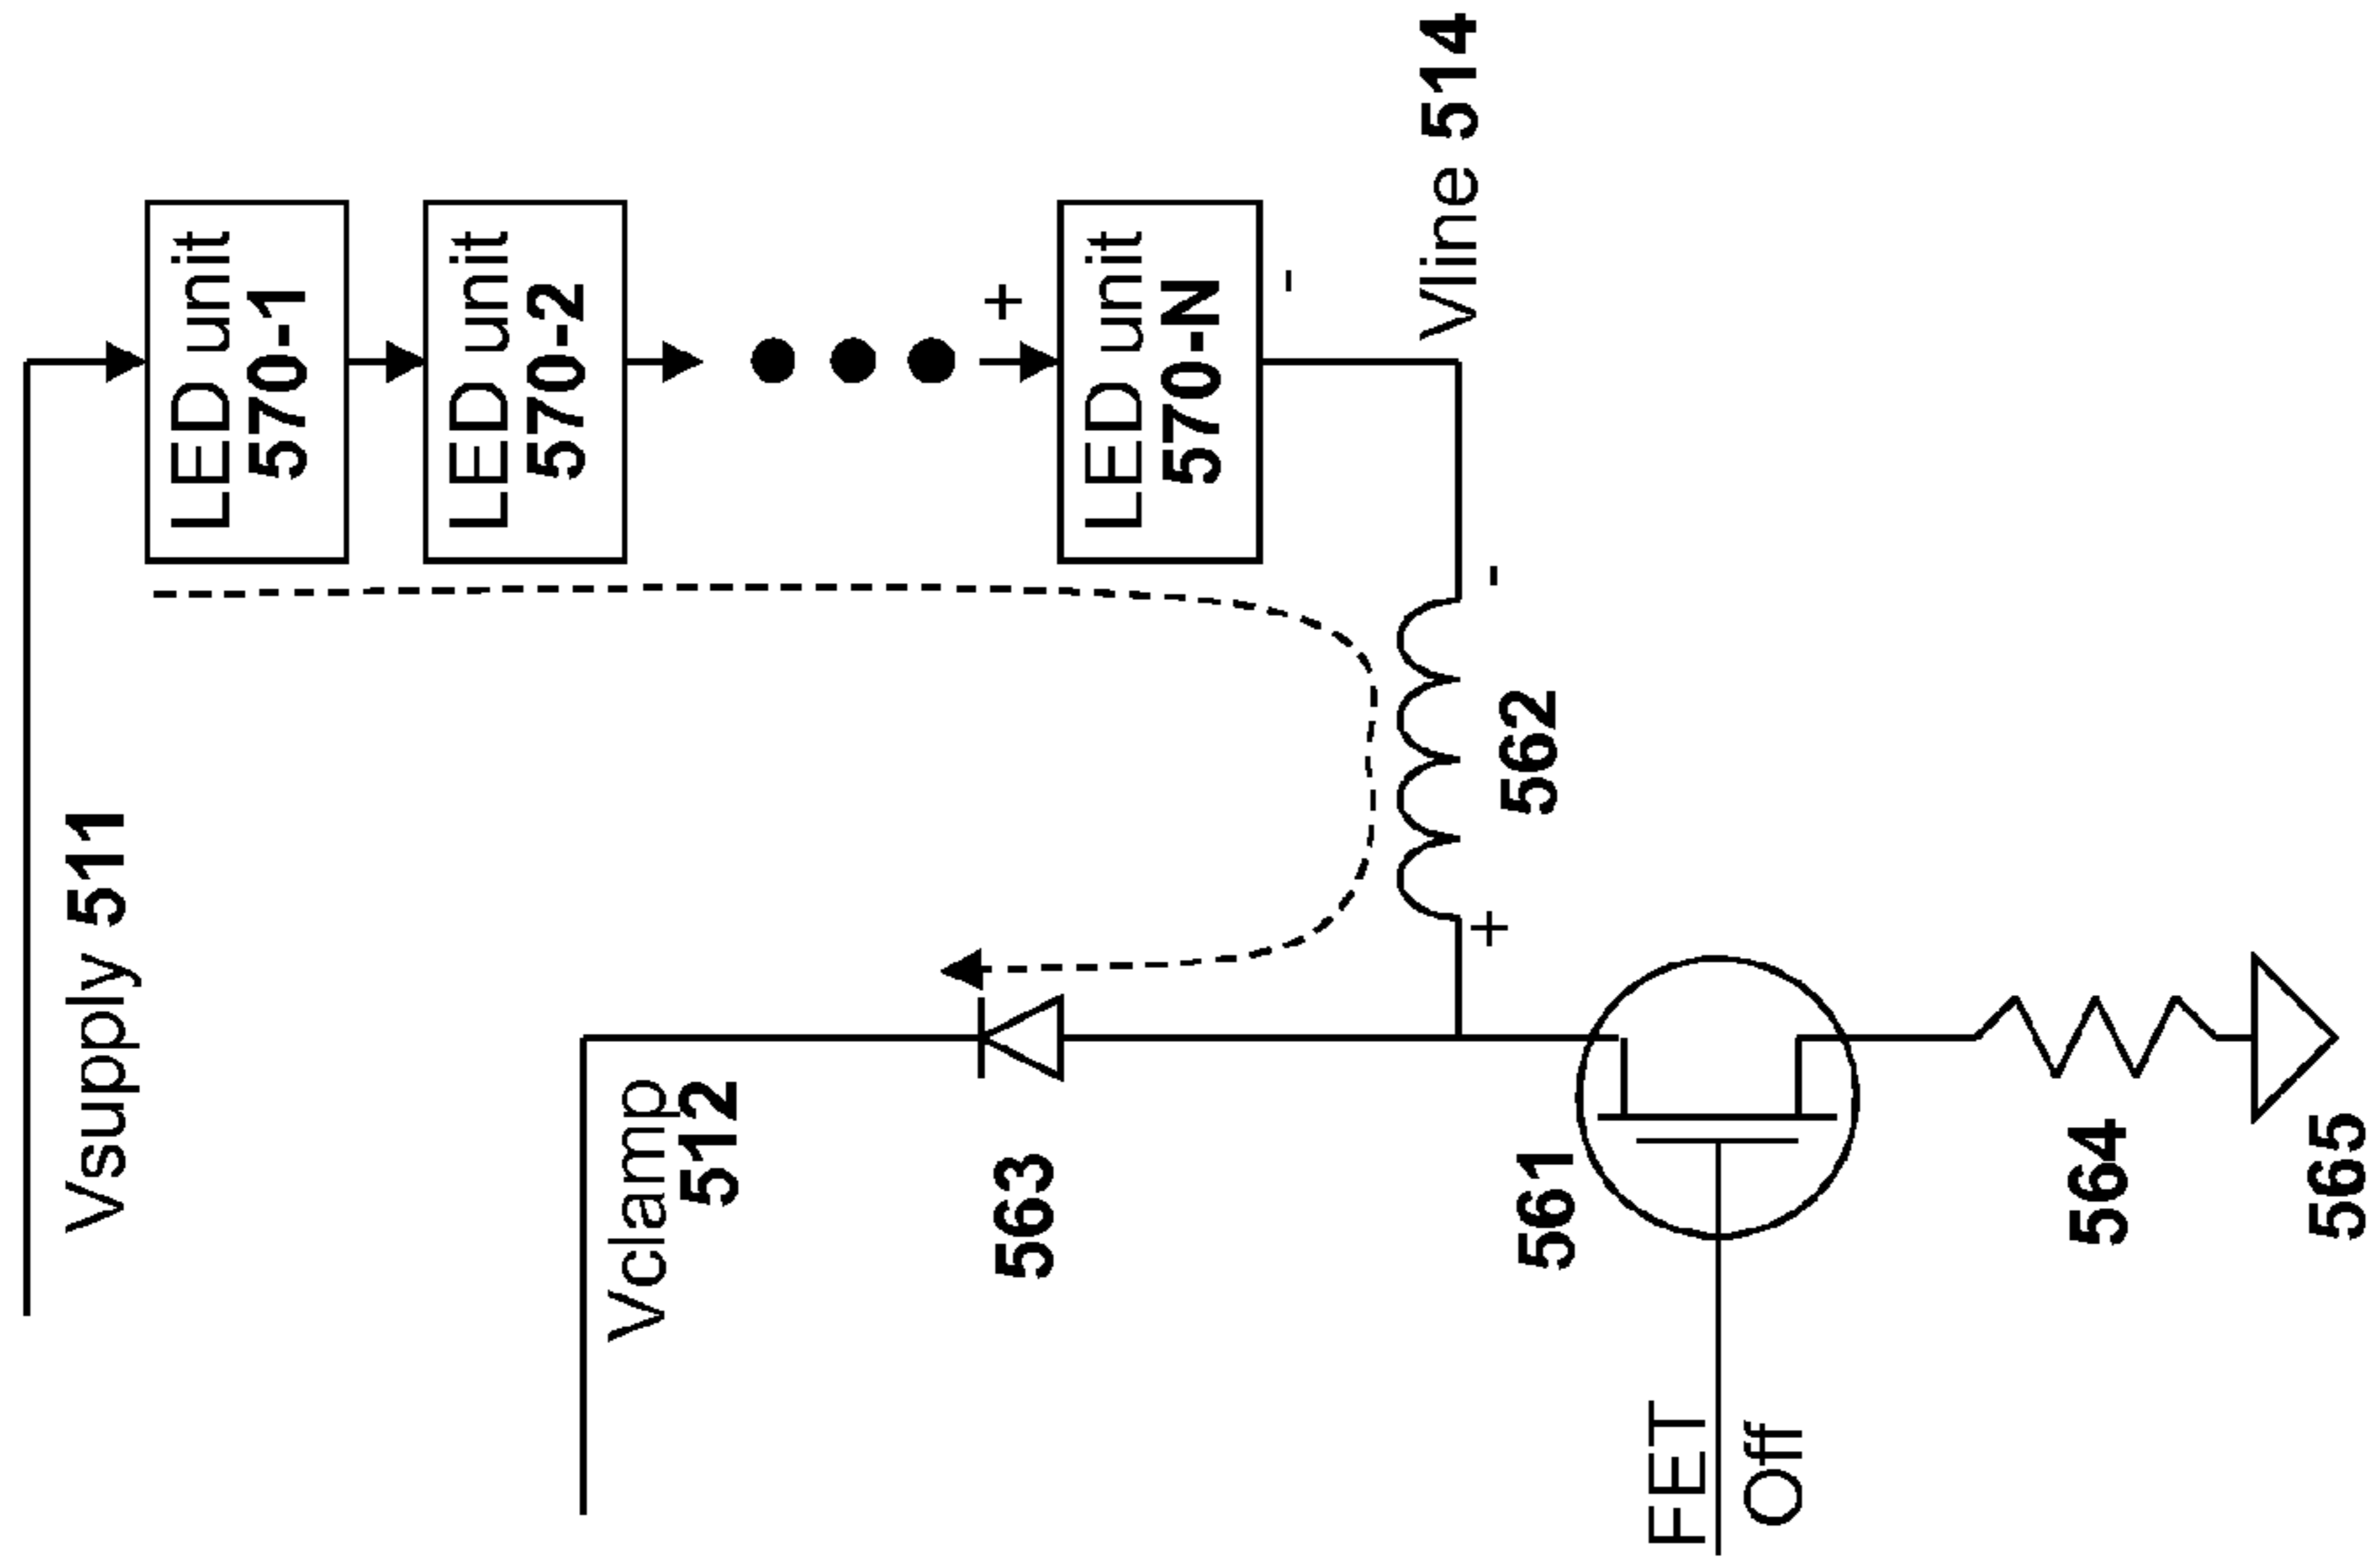 Vsupply 511
LED unit
570-1
LED unit
570-2
+
LED unit
570-N
-
Vline 514
Vclamp
512
563
-
562
+
561
FET
Off
564
565